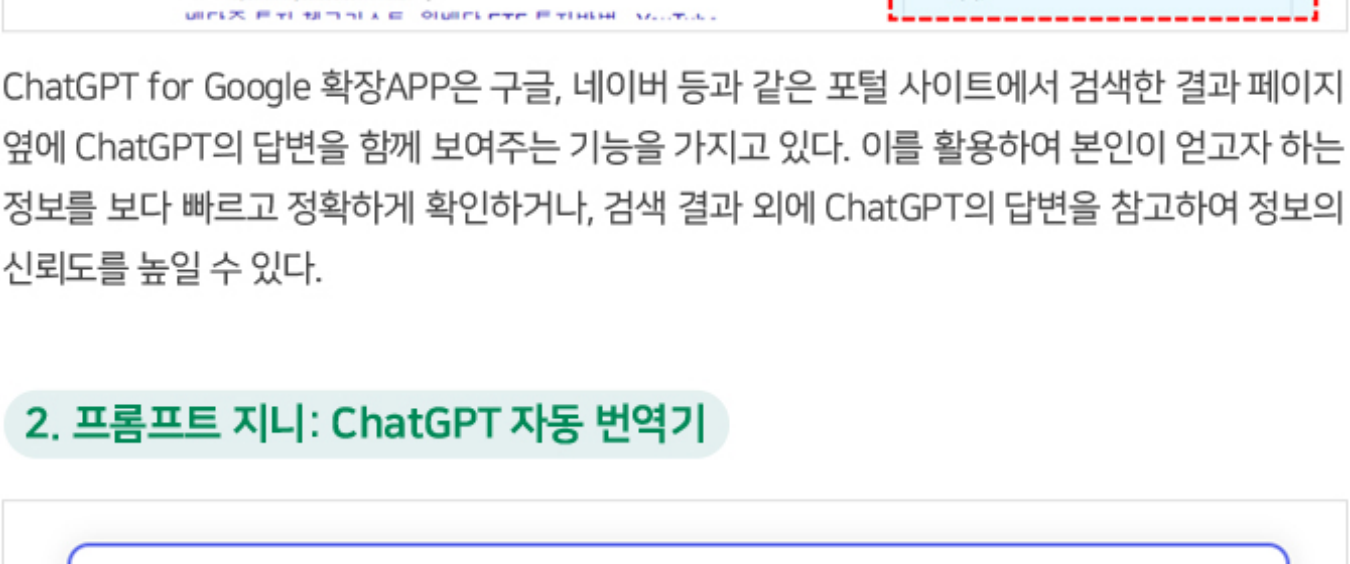 ChatGPT for Google 확장APP은 구글, 네이버 등과 같은 포털 사이트에서 검색한 결과 페이지
옆에 ChatGPT의 답변을 함께 보여주는 기능을 가지고 있다. 이를 활용하여 본인이 얻고자 하는
정보를 보다 빠르고 정확하게 확인하거나, 검색 결과 외에 ChatGPT의 답변을 참고하여 정보의
신뢰도를 높일 수 있다.
2. 프롬프트 지니: ChatGPT 자동 번역기